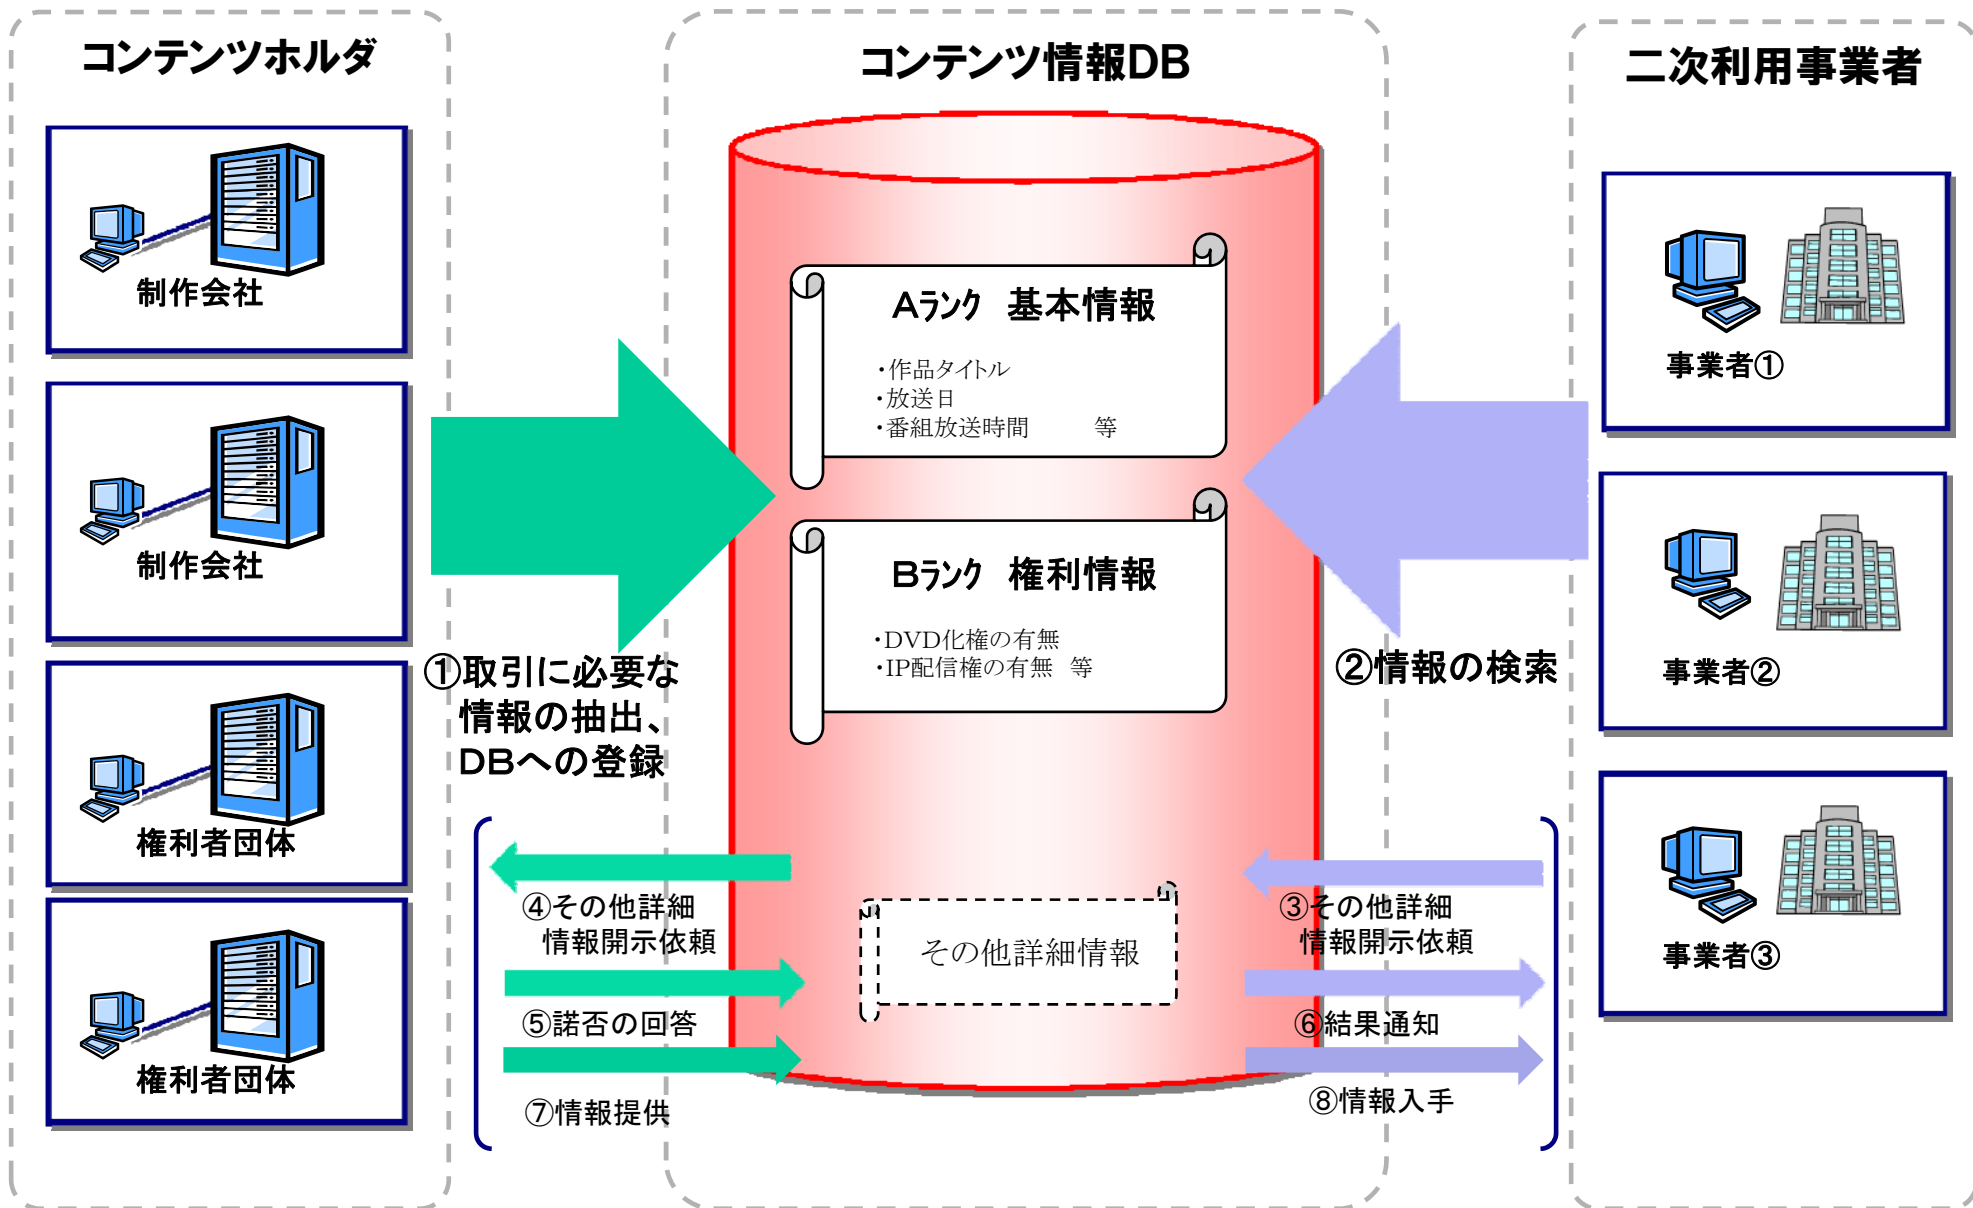 コンテンツホルダ
制作会社
制作会社
権利者団体
権利者団体
①取引に必要な
情報の抽出、
DBへの登録
④その他詳細
情報開示依頼
⑤諾否の回答
⑦情報提供
コンテンツ情報DB
Aランク 基本情報
・作品タイトル
・放送日
・番組放送時間 等
Bランク 権利情報
・DVD化権の有無
・IP配信権の有無 等
その他詳細情報
②情報の検索
③その他詳細
情報開示依頼
⑥結果通知
⑧情報入手
二次利用事業者
事業者①
事業者②
事業者③